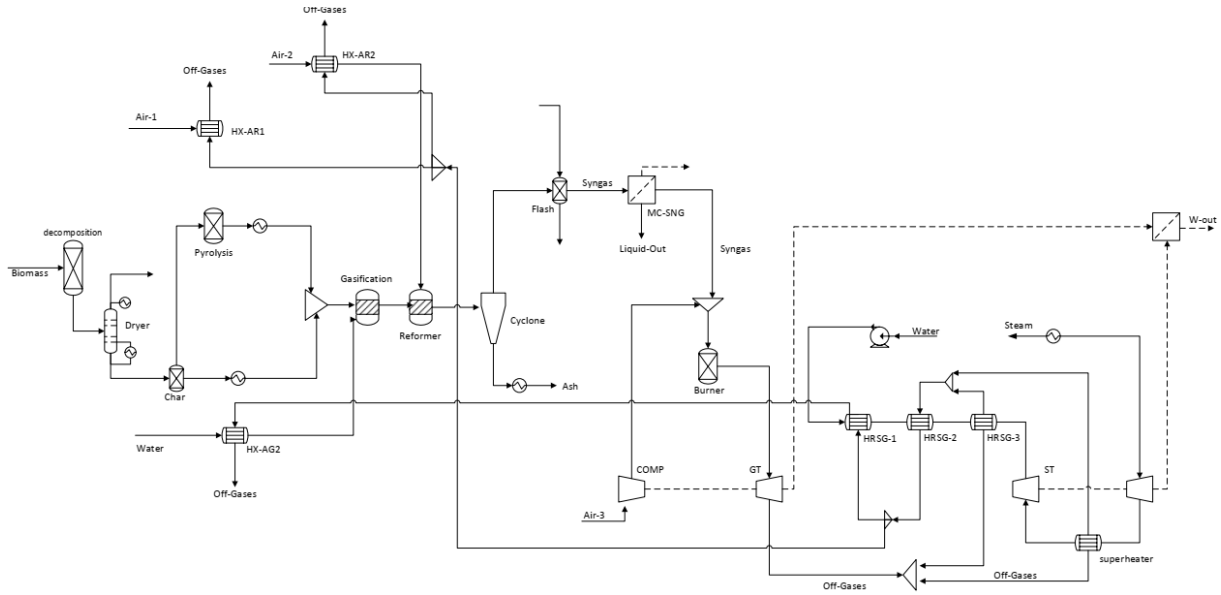 Off-Gases
Air-2
HX-AR2
Off-Gases
Air-1
HX-AR1
Syngas
Flash
MC-SNG
Liquid-Out
Syngas
W-out
decomposition
Biomass
Pyrolysis
Gasification
Dryer
Reformer
Cyclone
Water
Steam
Char
Ash
Burner
Water
HX-AG2
Off-Gases
HRSG-1
HRSG-2
HRSG-3
COMP
GT
ST
Air-3
superheater
Off-Gases
Off-Gases